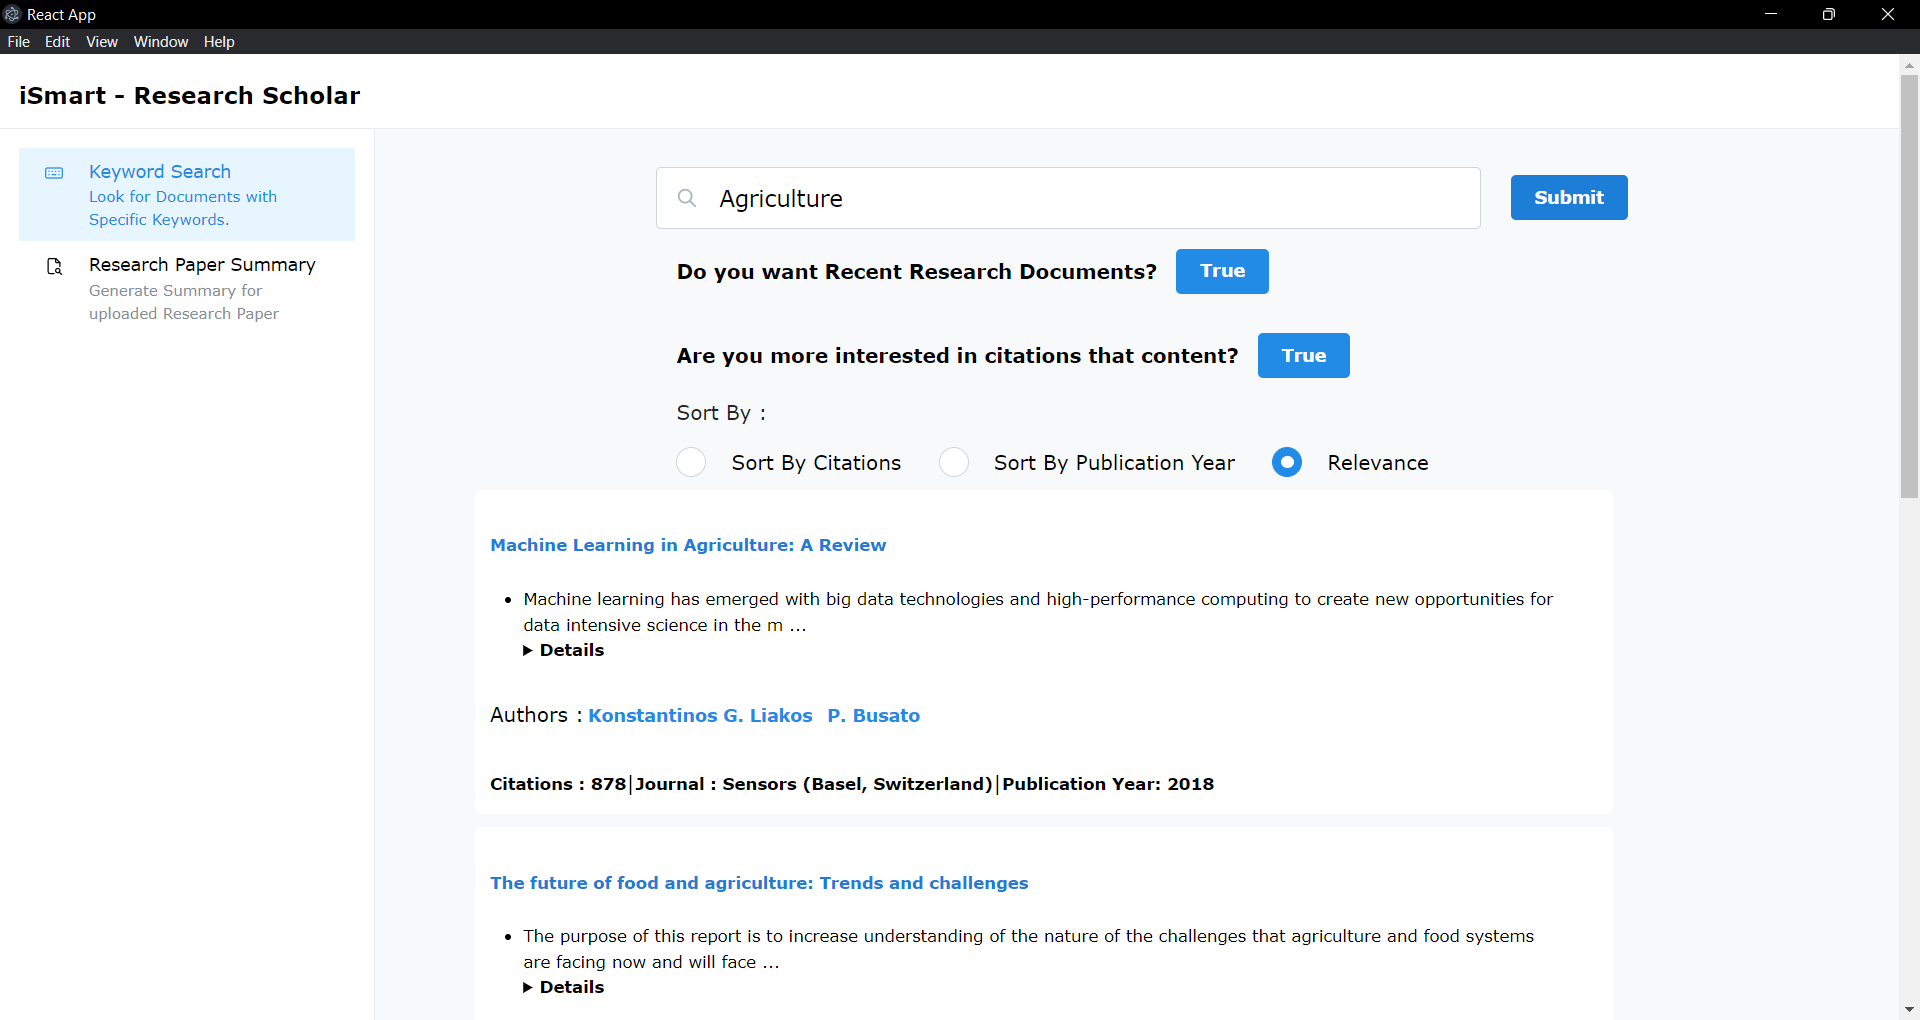 React App
File Edit View Window Help
iSmart - Research Scholar
Keyword Search
Look for Documents with
Specific Keywords.
Research Paper Summary
Generate Summary for
uploaded Research Paper
Agriculture
Submit
Do you want Recent Research Documents? True
Are you more interested in citations that content? True
Sort By :
Sort By Citations Sort By Publication Year Relevance
Machine Learning in Agriculture: A Review
• Machine learning has emerged with big data technologies and high-performance computing to create new opportunities for
data intensive science in the m ...
▶ Details
Authors : Konstantinos G. Liakos P. Busato
Citations : 878|Journal : Sensors (Basel, Switzerland)|Publication Year: 2018
The future of food and agriculture: Trends and challenges
• The purpose of this report is to increase understanding of the nature of the challenges that agriculture and food systems
are facing now and will face ...
▶ Details